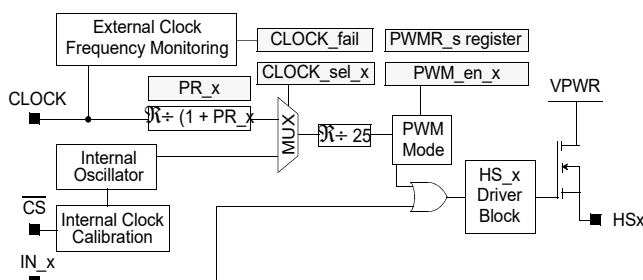 External Clock
Frequency Monitoring
CLOCK_fail
PWMR_s register
PR_x
CLOCK_sel_x
PWM_en_x
VPWR
CLOCK
ℜ÷ (1 + PR_x
MUX
ℜ÷ 25
PWM
Mode
Internal
Oscillator
HS_x
Driver
Block
CS
Internal Clock
Calibration
HSx
IN_x